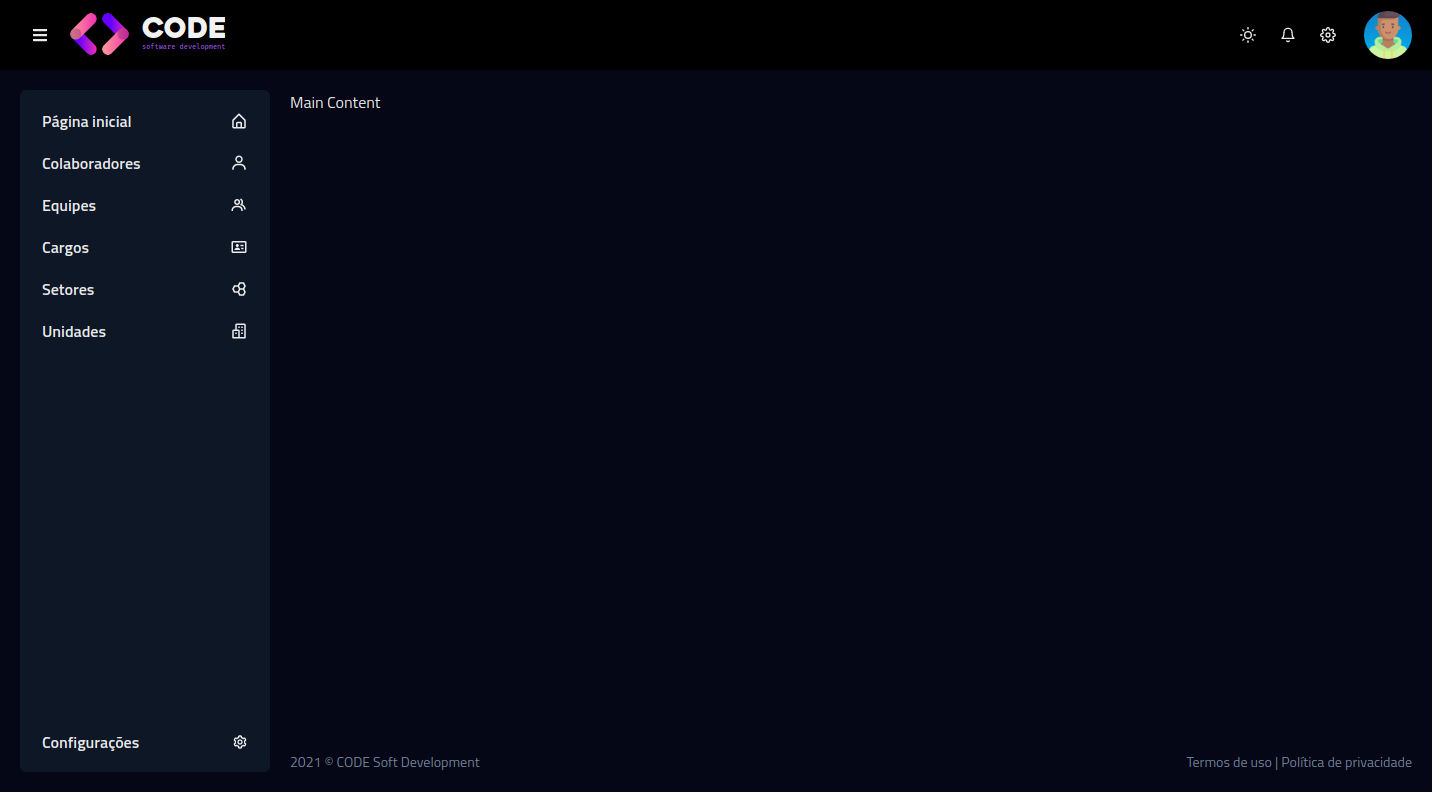 CODE
software development
Página inicial
Colaboradores
Equipes
Cargos
Setores
Unidades
Configurações
Main Content
2021 © CODE Soft Development
Termos de uso | Política de privacidade